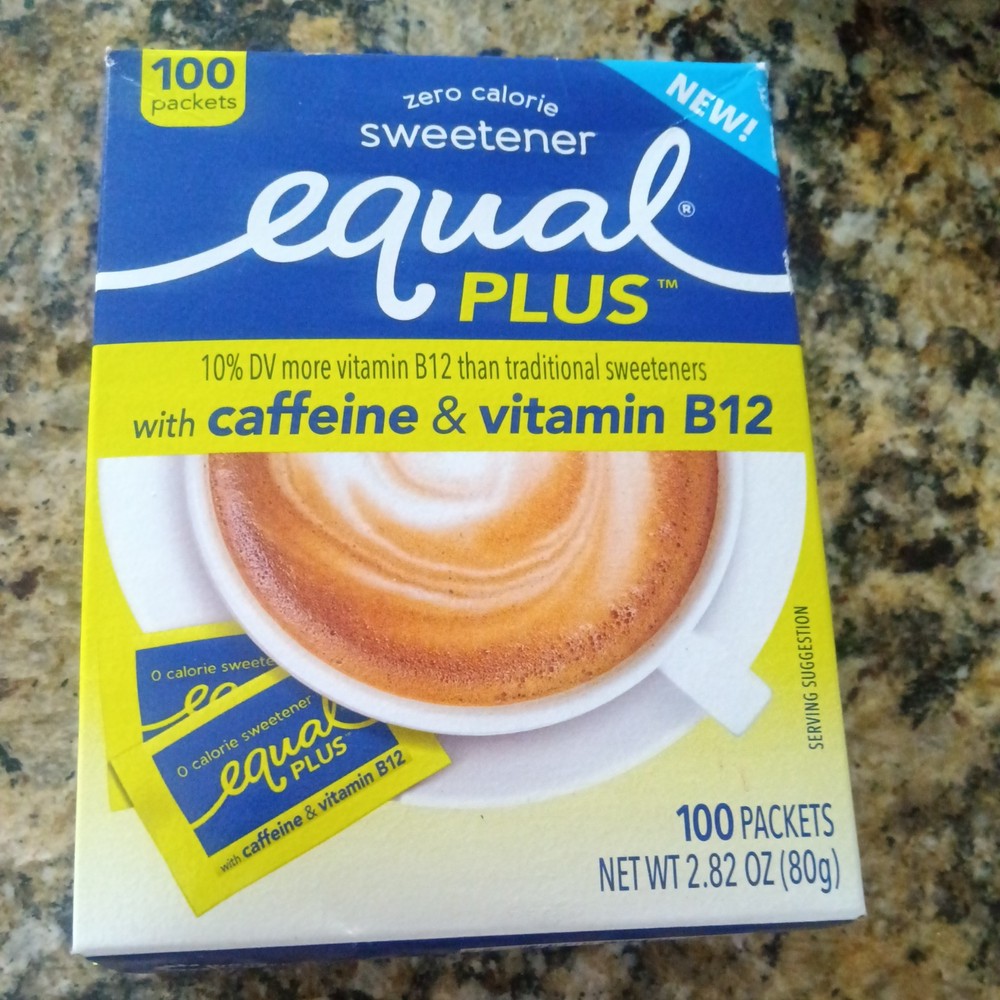 100
packets
zero calorie
sweetener
NEW!
equal®
PLUS™
10% DV more vitamin B12 than traditional sweeteners
with caffeine & vitamin B12
0 calorie sweete
0 calorie sweetener
equal
PLUS™
with caffeine & vitamin B12
SERVING SUGGESTION
100 PACKETS
NET WT 2.82 OZ (80g)